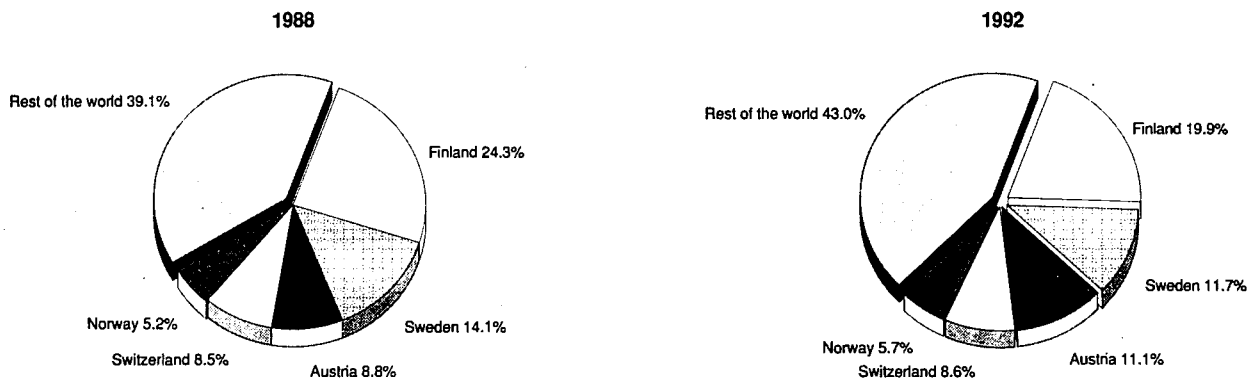 1988
Rest of the world 39.1%
Finland 24.3%
Norway 5.2%
Switzerland 8.5%
Austria 8.8%
Sweden 14.1%
1992
Rest of the world 43.0%
Finland 19.9%
Sweden 11.7%
Norway 5.7%
Switzerland 8.6%
Austria 11.1%